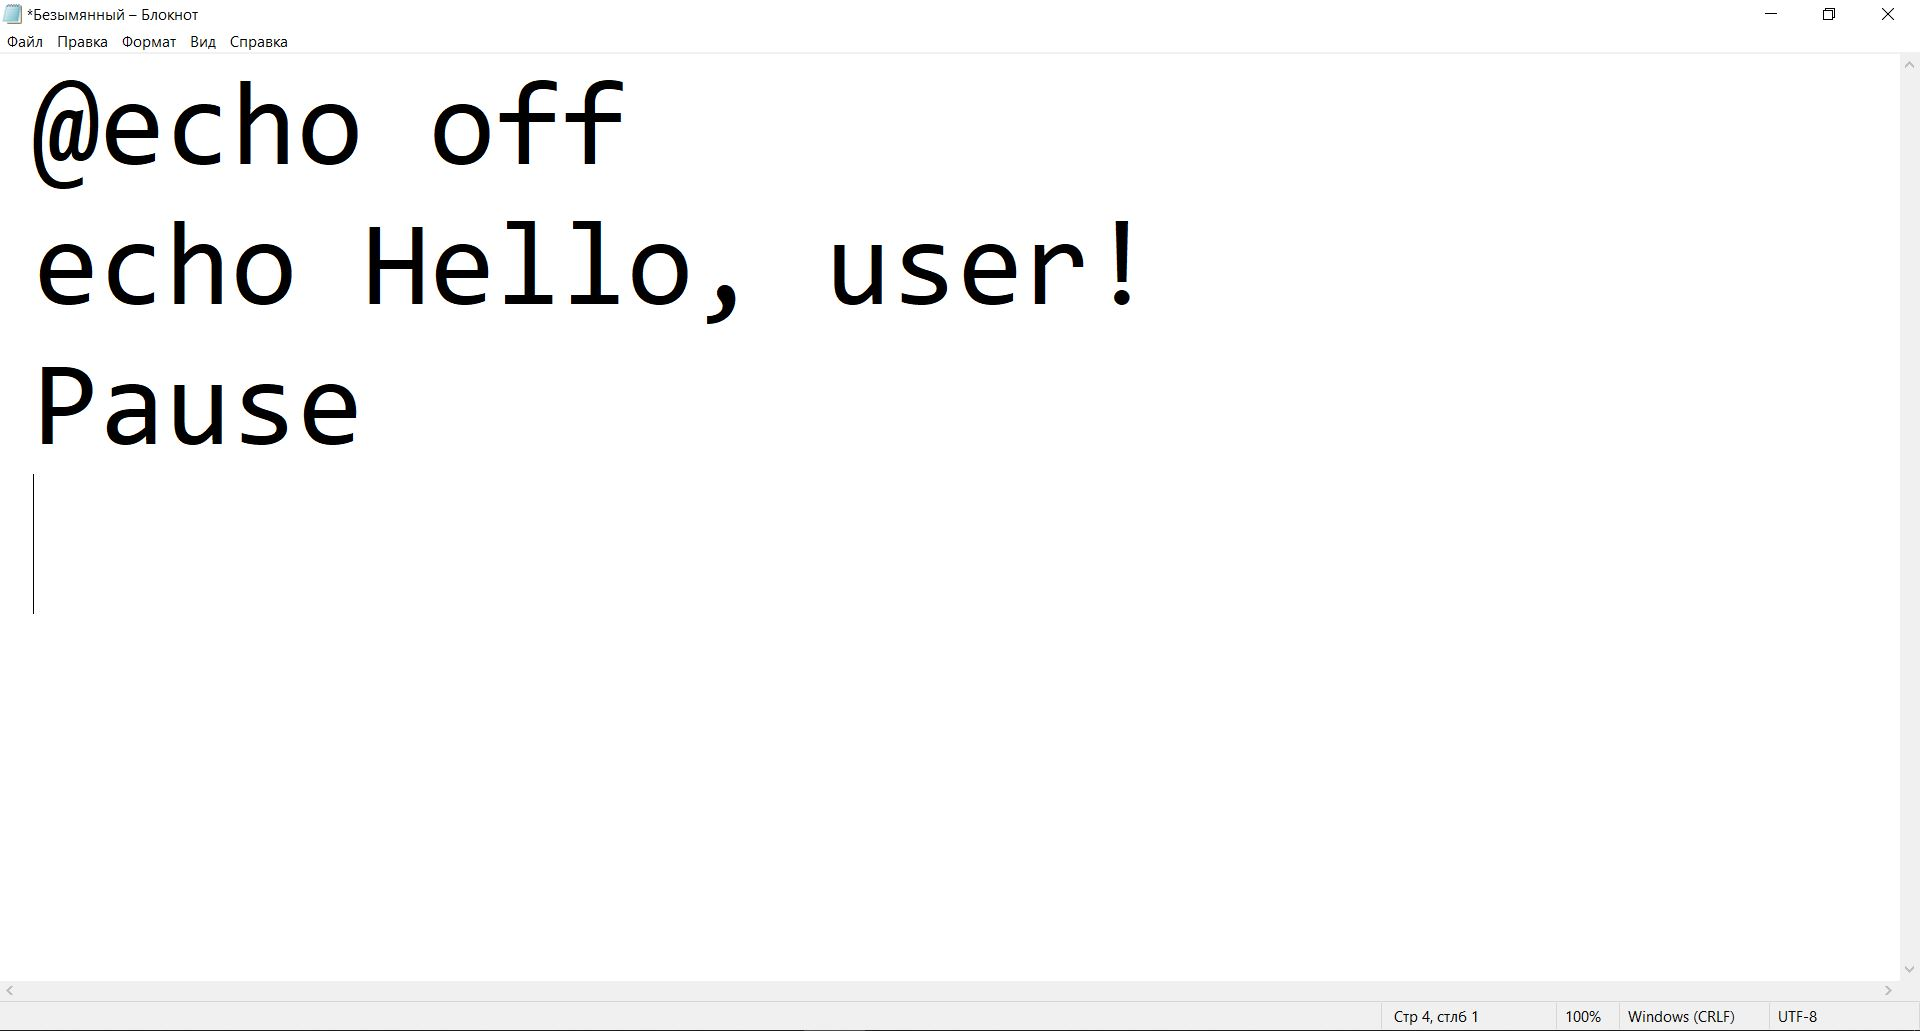 *Безымянный – Блокнот
Файл Правка Формат Вид Справка
@echo off
echo Hello, user!
Pause
Стр 4, стлб 1 100% Windows (CRLF) UTF-8